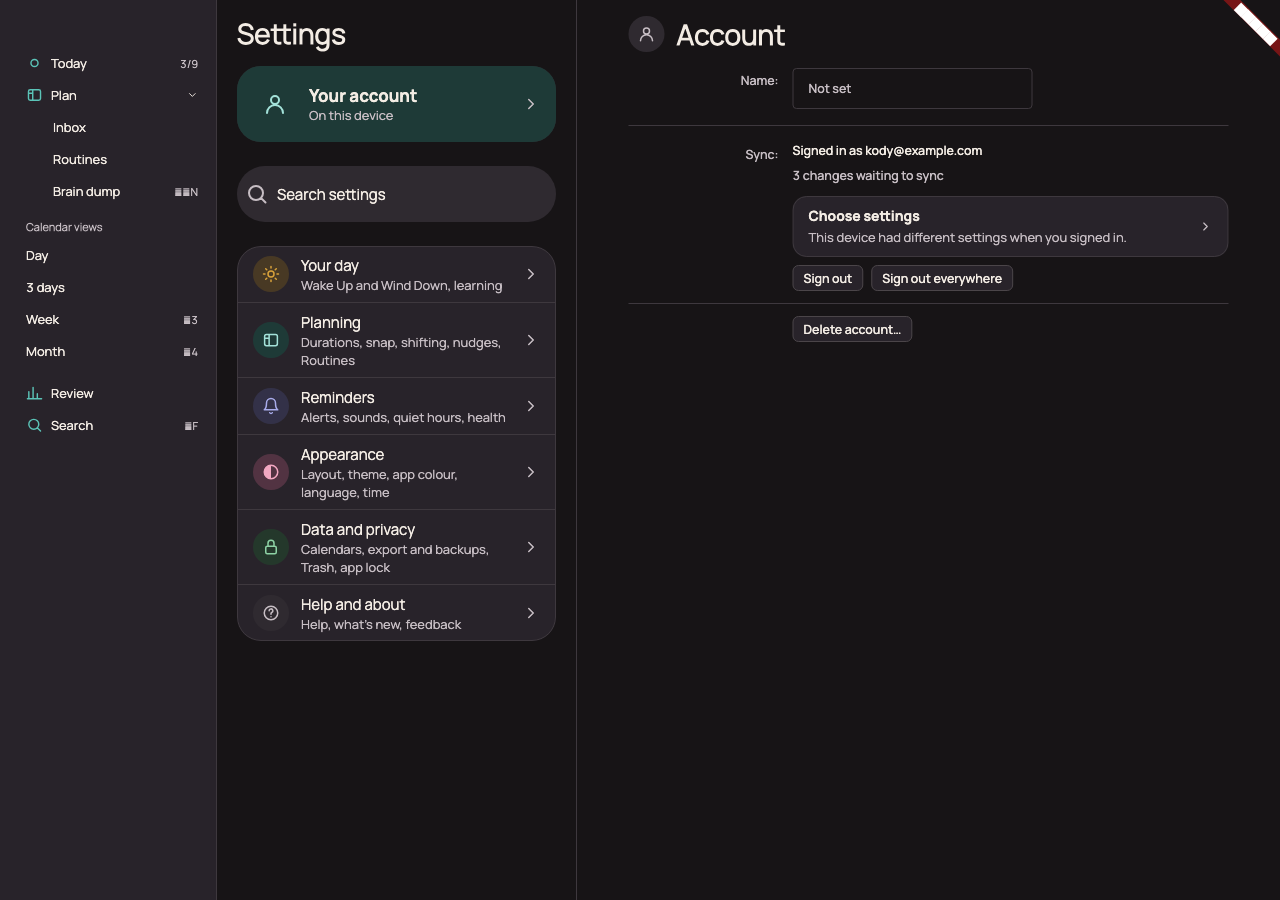 Today 3/9
Plan
Inbox
Routines
Brain dump N
Calendar views
Day
3 days
Week 3
Month 4
Review
Search F
Settings
Your account
On this device
Search settings
Your day
Wake Up and Wind Down, learning
Planning
Durations, snap, shifting, nudges,
Routines
Reminders
Alerts, sounds, quiet hours, health
Appearance
Layout, theme, app colour,
language, time
Data and privacy
Calendars, export and backups,
Trash, app lock
Help and about
Help, what's new, feedback
Account
Name: Not set
Sync: Signed in as kody@example.com
3 changes waiting to sync
Choose settings
This device had different settings when you signed in.
Sign out Sign out everywhere
Delete account…